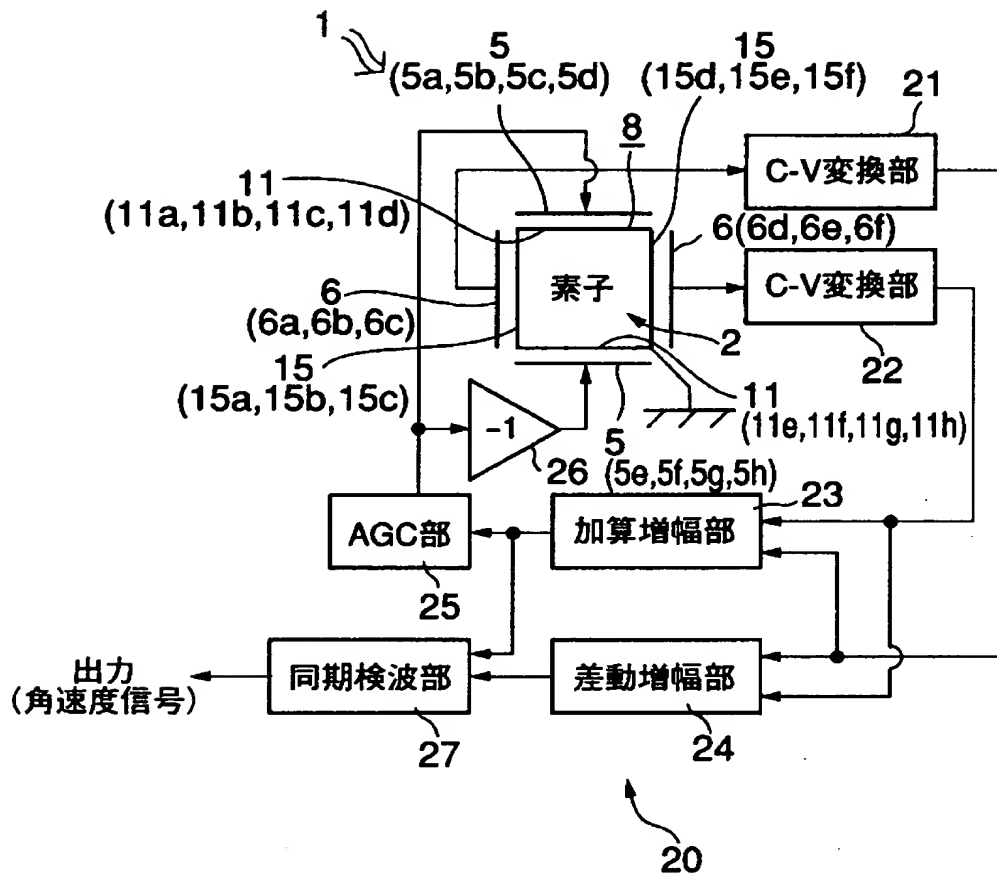 1
5
(5a,5b,5c,5d)
15
(15d,15e,15f)
21
8
C-V変換部
11
(11a,11b,11c,11d)
6(6d,6e,6f)
素子
C-V変換部
6
(6a,6b,6c)
2
22
15
(15a,15b,15c)
11
(11e,11f,11g,11h)
-1
26
5
(5e,5f,5g,5h)
23
AGC部
加算増幅部
25
出力
(角速度信号)
同期検波部
差動増幅部
27
24
20